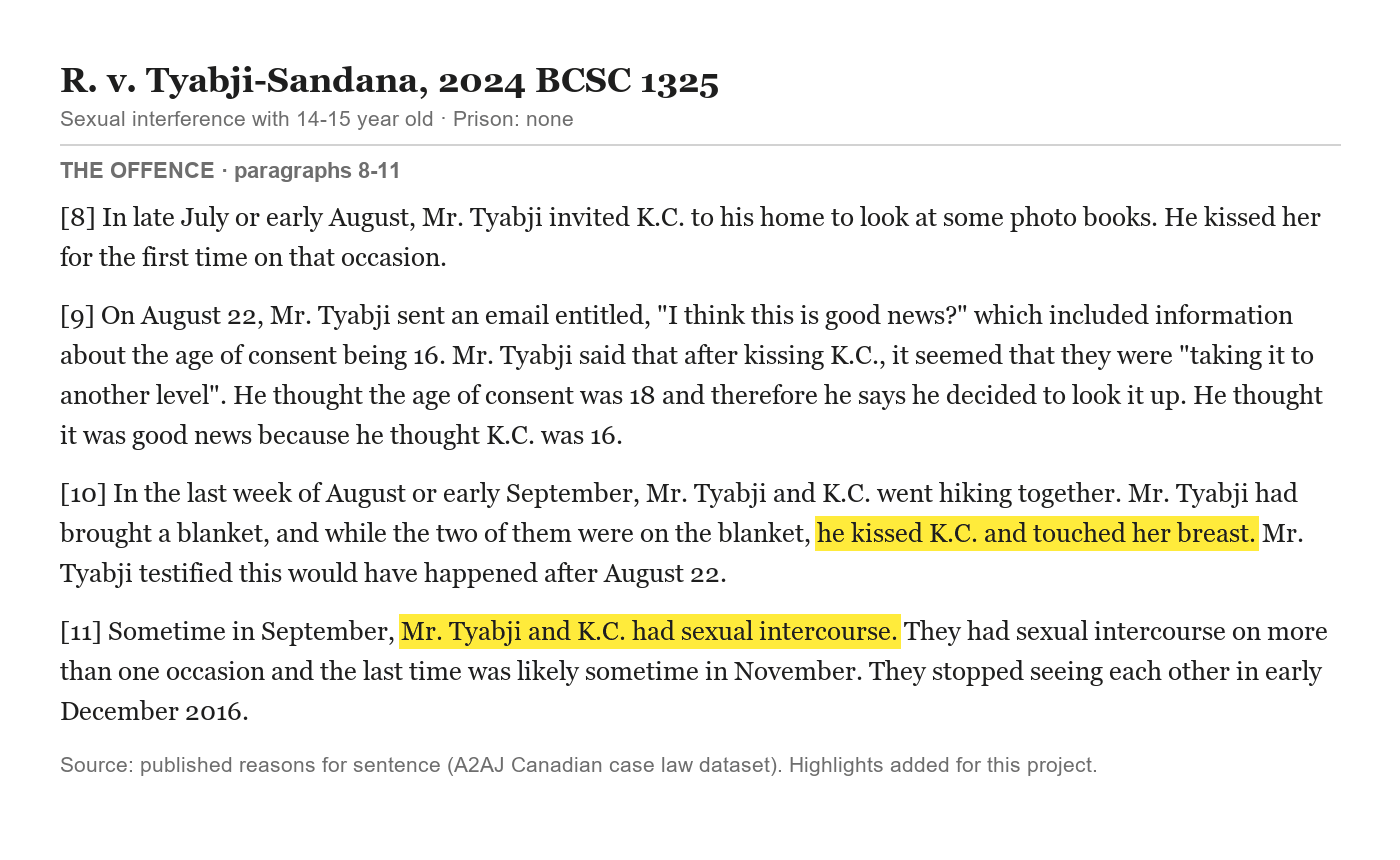 R. v. Tyabji-Sandana, 2024 BCSC 1325
Sexual interference with 14-15 year old · Prison: none
THE OFFENCE · paragraphs 8-11
[8] In late July or early August, Mr. Tyabji invited K.C. to his home to look at some photo books. He kissed her
for the first time on that occasion.
[9] On August 22, Mr. Tyabji sent an email entitled, "I think this is good news?" which included information
about the age of consent being 16. Mr. Tyabji said that after kissing K.C., it seemed that they were "taking it to
another level". He thought the age of consent was 18 and therefore he says he decided to look it up. He thought
it was good news because he thought K.C. was 16.
[10] In the last week of August or early September, Mr. Tyabji and K.C. went hiking together. Mr. Tyabji had
brought a blanket, and while the two of them were on the blanket, he kissed K.C. and touched her breast. Mr.
Tyabji testified this would have happened after August 22.
[11] Sometime in September, Mr. Tyabji and K.C. had sexual intercourse. They had sexual intercourse on more
than one occasion and the last time was likely sometime in November. They stopped seeing each other in early
December 2016.
Source: published reasons for sentence (A2AJ Canadian case law dataset). Highlights added for this project.